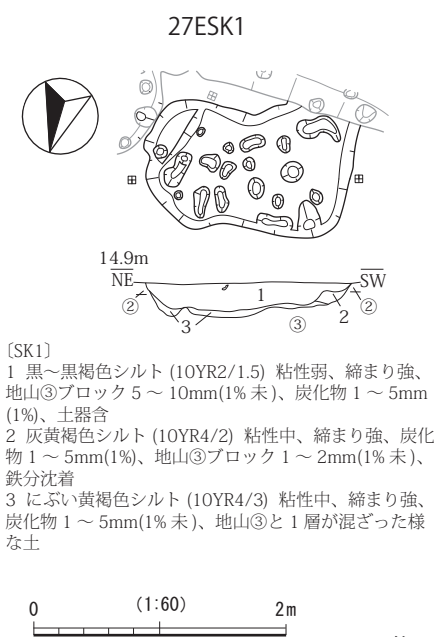 27ESK1
14.9m
NE
SW
②
1
②
3
③
2
〔SK1〕
1 黒～黒褐色シルト (10YR2/1.5) 粘性弱、締まり強、
地山③ブロック 5 ～ 10mm(1% 未 )、炭化物 1 ～ 5mm
(1%)、土器含
2 灰黄褐色シルト (10YR4/2) 粘性中、締まり強、炭化
物 1 ～ 5mm(1%)、地山③ブロック 1 ～ 2mm(1% 未 )、
鉄分沈着
3 にぶい黄褐色シルト (10YR4/3) 粘性中、締まり強、
炭化物 1 ～ 5mm(1% 未 )、地山③と 1 層が混ざった様
な土
0 (1:60) 2m